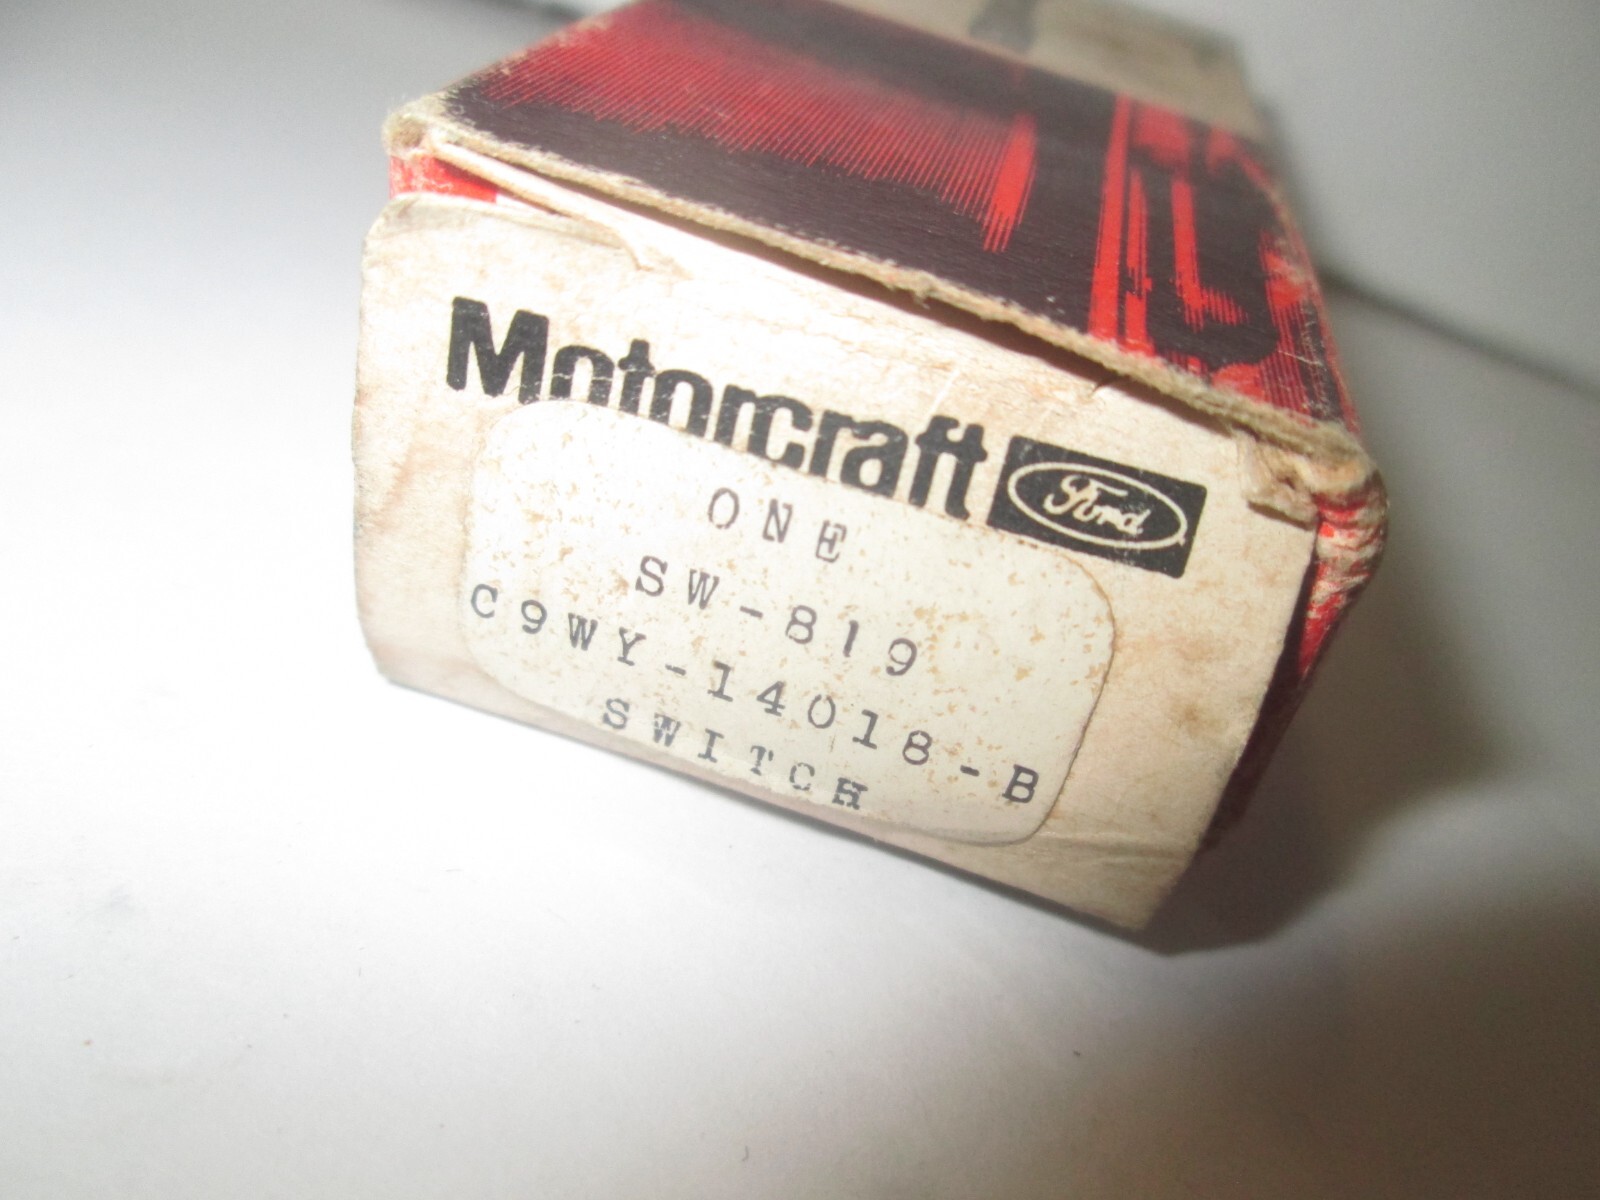 Motorcraft
Ford
ONE
SW-819
C9WY-14018-B
SWITCH